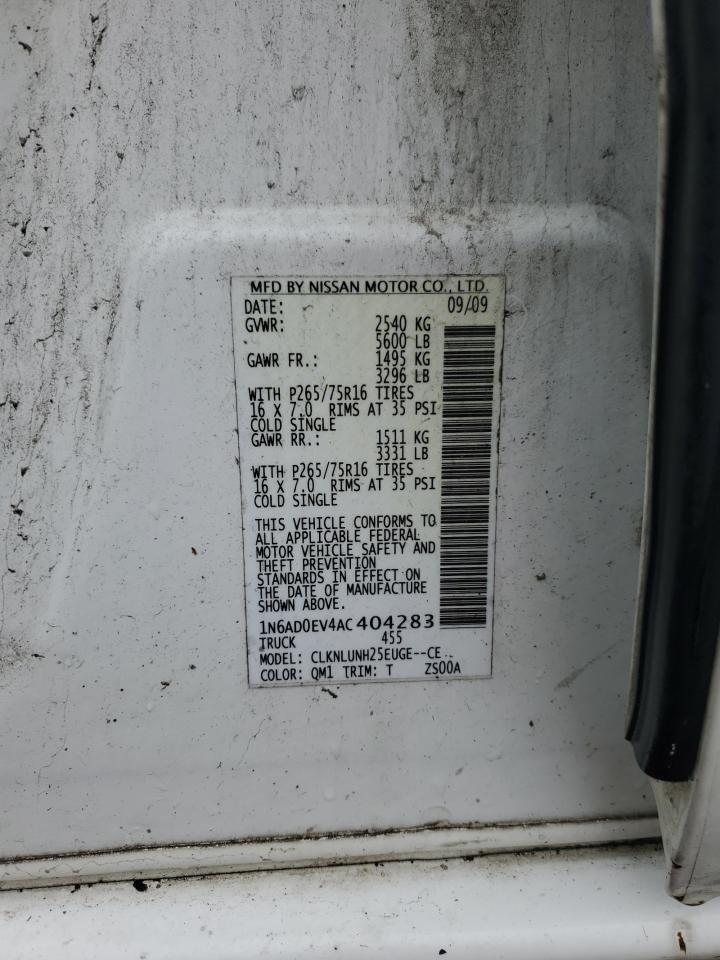 MFD BY NISSAN MOTOR CO., LTD.
DATE: 09/09
GVWR: 2540 KG
5600 LB
GAWR FR.: 1495 KG
3296 LB
WITH P265/75R16 TIRES
16 X 7.0 RIMS AT 35 PSI
COLD SINGLE
GAWR RR.: 1511 KG
3331 LB
WITH P265/75R16 TIRES
16 X 7.0 RIMS AT 35 PSI
COLD SINGLE
THIS VEHICLE CONFORMS TO
ALL APPLICABLE FEDERAL
MOTOR VEHICLE SAFETY AND
THEFT PREVENTION
STANDARDS IN EFFECT ON
THE DATE OF MANUFACTURE
SHOWN ABOVE.
1N6AD0EV4AC404283
TRUCK 455
MODEL: CLKNLUNH25EUGE--CE--
COLOR: QM1 TRIM: T ZS00A